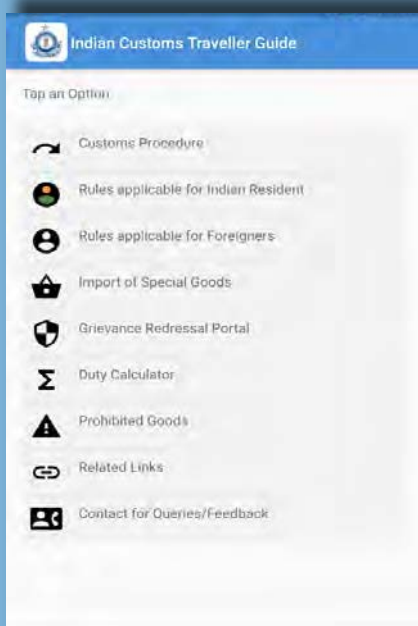 Indian Customs Traveller Guide
Tap an Option
Customs Procedure
Rules applicable for Indian Resident
Rules applicable for Foreigners
Import of Special Goods
Grievance Redressal Portal
Duty Calculator
Prohibited Goods
Related Links
Contact for Queries/Feedback